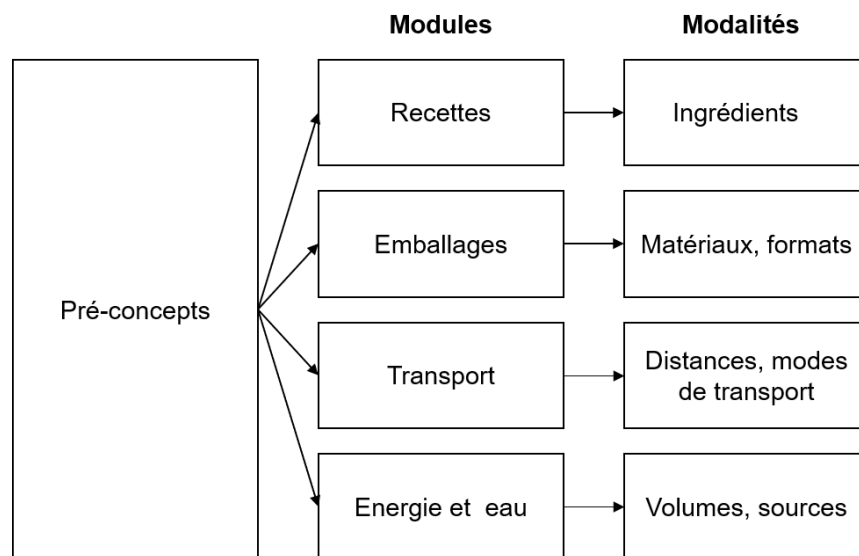 Modules
Modalités
Recettes
Ingrédients
Emballages
Matériaux, formats
Pré-concepts
Transport
Distances, modes
de transport
Energie et  eau
Volumes, sources